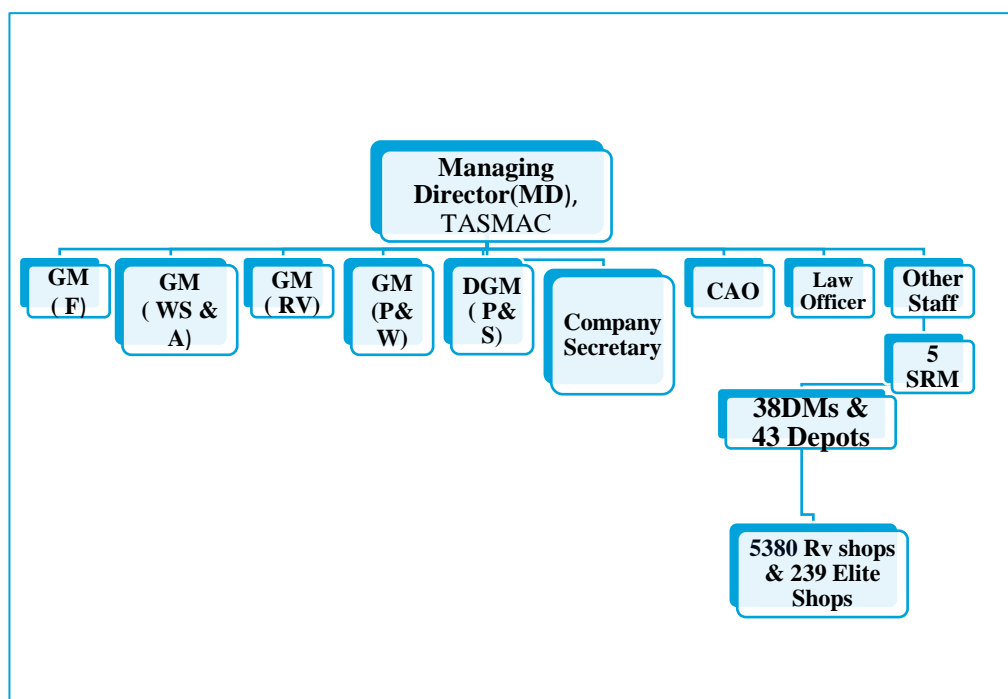 Managing
Director(MD),
TASMAC
GM
( F)
GM
( WS &
A)
GM
( RV)
GM
(P&
W)
DGM
( P&
S)
Company
Secretary
CAO
Law
Officer
Other
Staff
5
SRM
38DMs &
43 Depots
5380 Rv shops
& 239 Elite
Shops